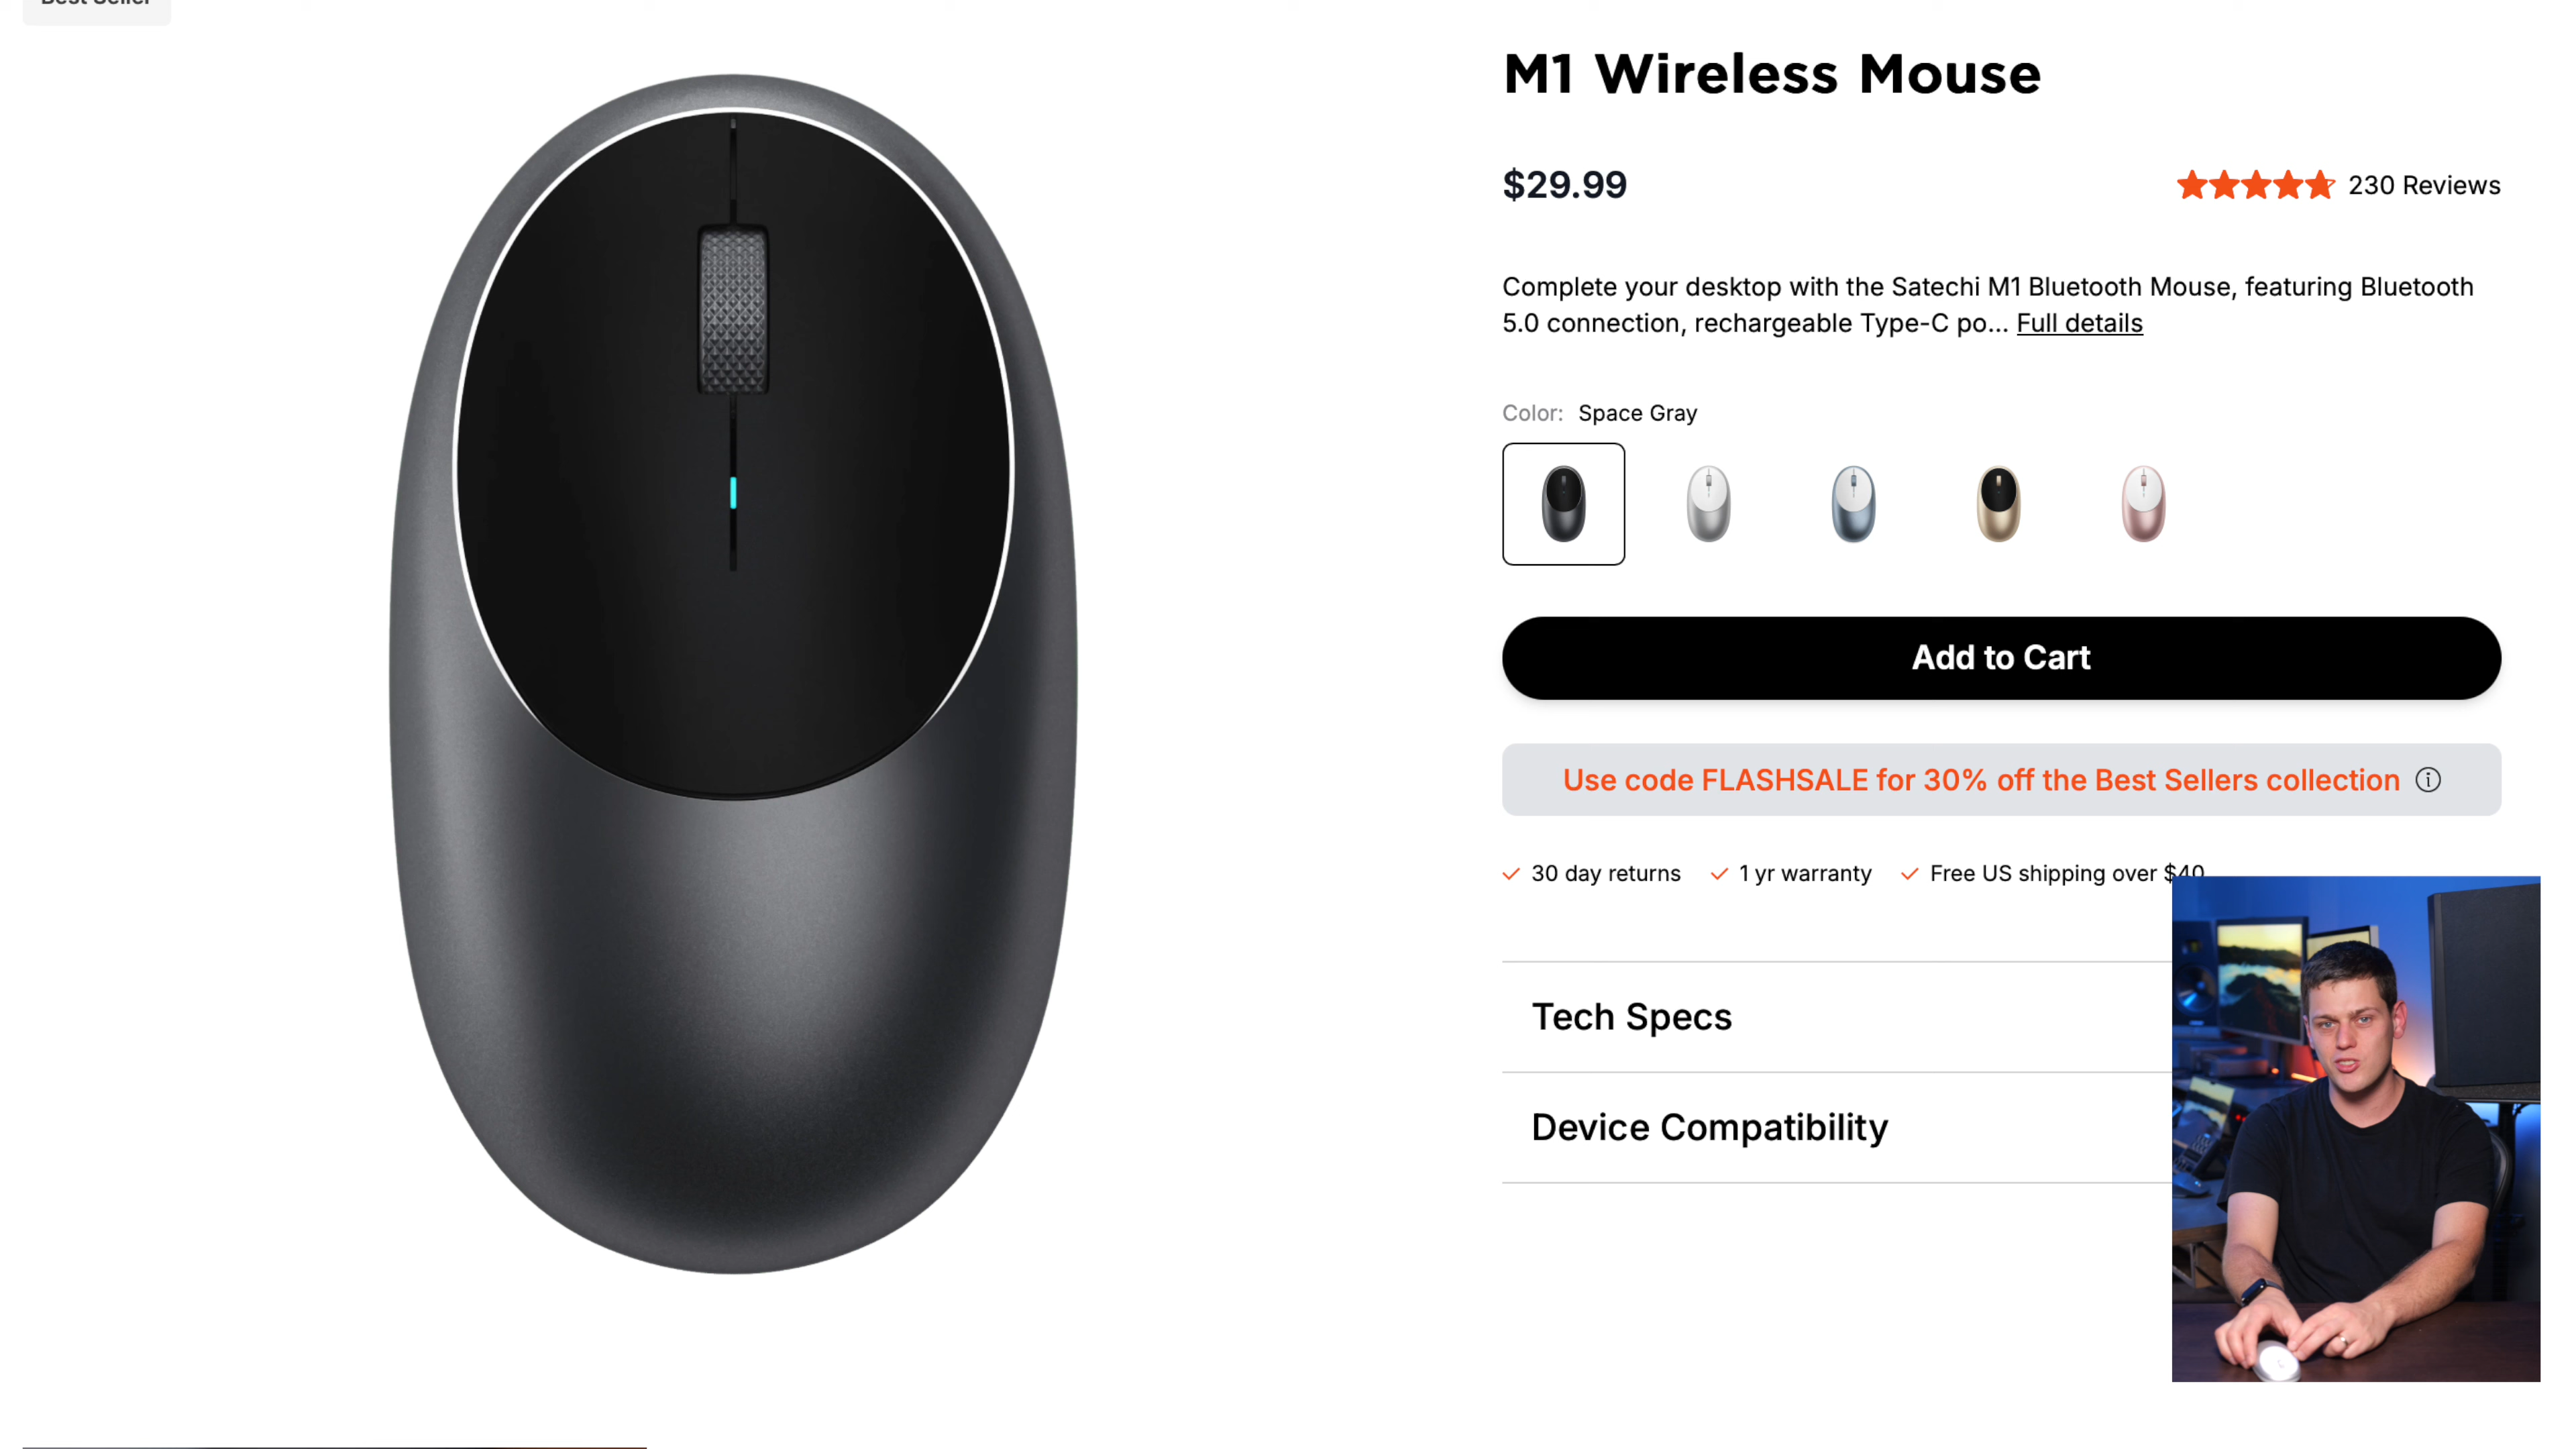 Best Seller
M1 Wireless Mouse
$29.99
230 Reviews
Complete your desktop with the Satechi M1 Bluetooth Mouse, featuring Bluetooth
5.0 connection, rechargeable Type-C po... Full details
Color: Space Gray
Add to Cart
Use code FLASHSALE for 30% off the Best Sellers collection
30 day returns 1 yr warranty Free US shipping over $40
Tech Specs
Device Compatibility